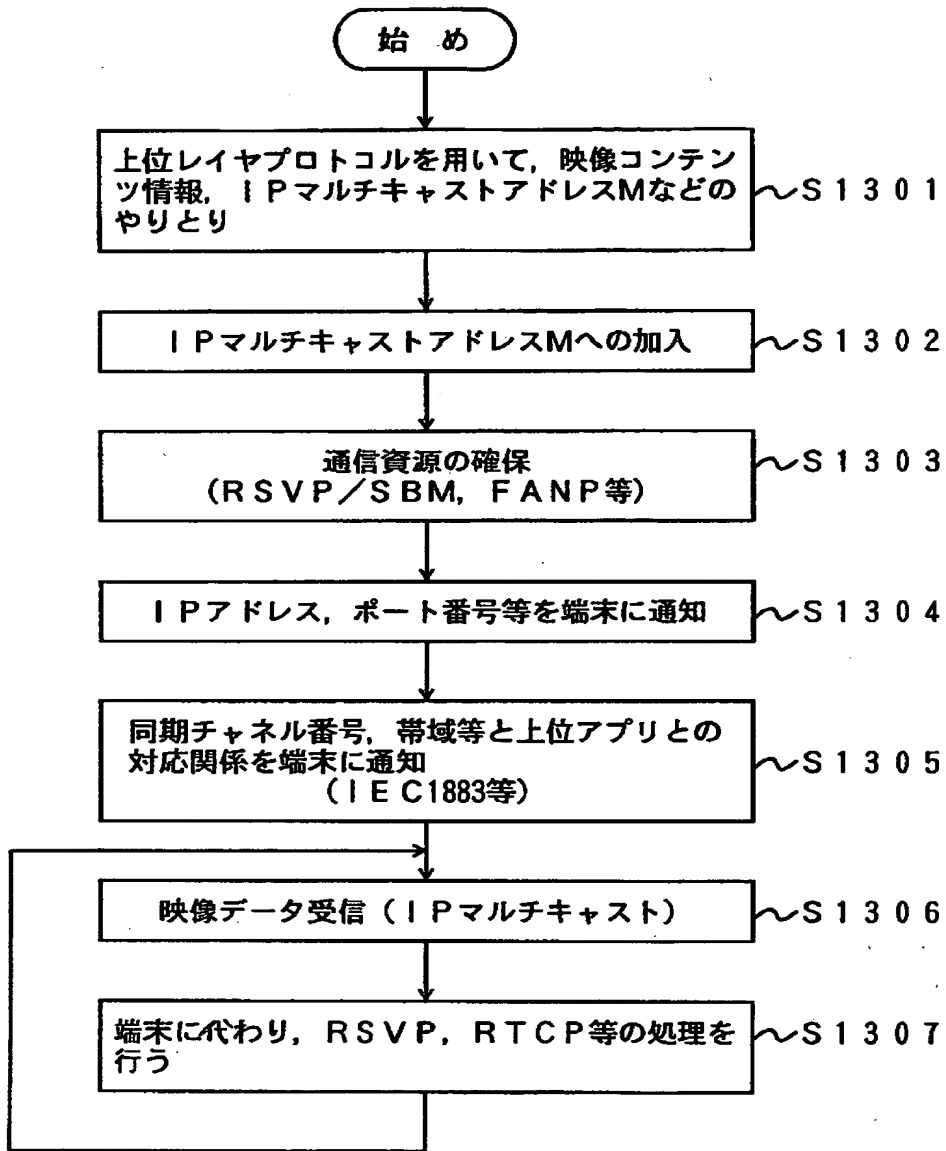 始 め
上位レイヤプロトコルを用いて，映像コンテン
ツ情報，ＩＰマルチキャストアドレスMなどの
やりとり
S1301
ＩＰマルチキャストアドレスMへの加入
S1302
通信資源の確保
（ＲＳＶＰ／ＳＢＭ，ＦＡＮＰ等）
S1303
ＩＰアドレス，ポート番号等を端末に通知
S1304
同期チャネル番号，帯域等と上位アプリとの
対応関係を端末に通知
（ＩＥＣ1883等）
S1305
映像データ受信（ＩＰマルチキャスト）
S1306
端末に代わり，ＲＳＶＰ，ＲＴＣＰ等の処理を
行う
S1307